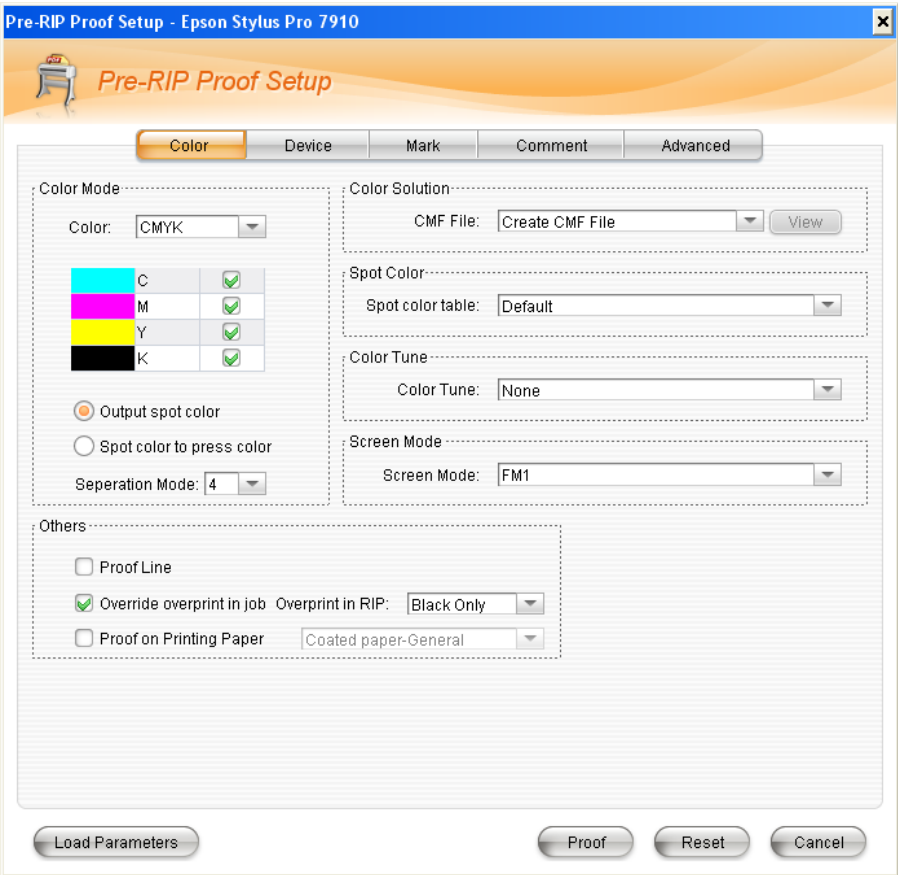 Pre-RIP Proof Setup - Epson Stylus Pro 7910
Pre-RIP Proof Setup
Color Device Mark Comment Advanced
Color Mode
Color: CMYK
C
M
Y
K
Output spot color
Spot color to press color
Seperation Mode: 4
Color Solution
CMF File: Create CMF File View
Spot Color
Spot color table: Default
Color Tune
Color Tune: None
Screen Mode
Screen Mode: FM1
Others
Proof Line
Override overprint in job Overprint in RIP: Black Only
Proof on Printing Paper Coated paper-General
Load Parameters Proof Reset Cancel